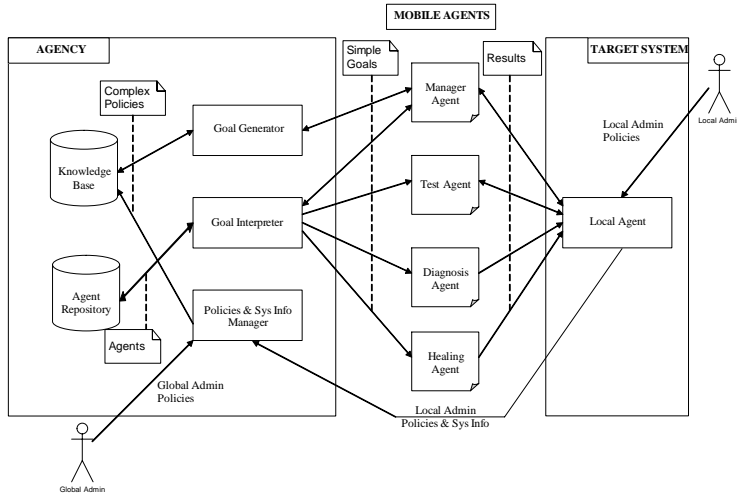 MOBILE AGENTS
AGENCY
Simple
Goals
Results
TARGET SYSTEM
Complex
Policies
Manager
Agent
Local Admin
Goal Generator
Local Admin
Policies
Knowledge
Base
Test Agent
Goal Interpreter
Local Agent
Diagnosis
Agent
Agent
Repository
Policies & Sys Info
Manager
Agents
Healing
Agent
Global Admin
Policies
Local Admin
Policies & Sys Info
Global Admin